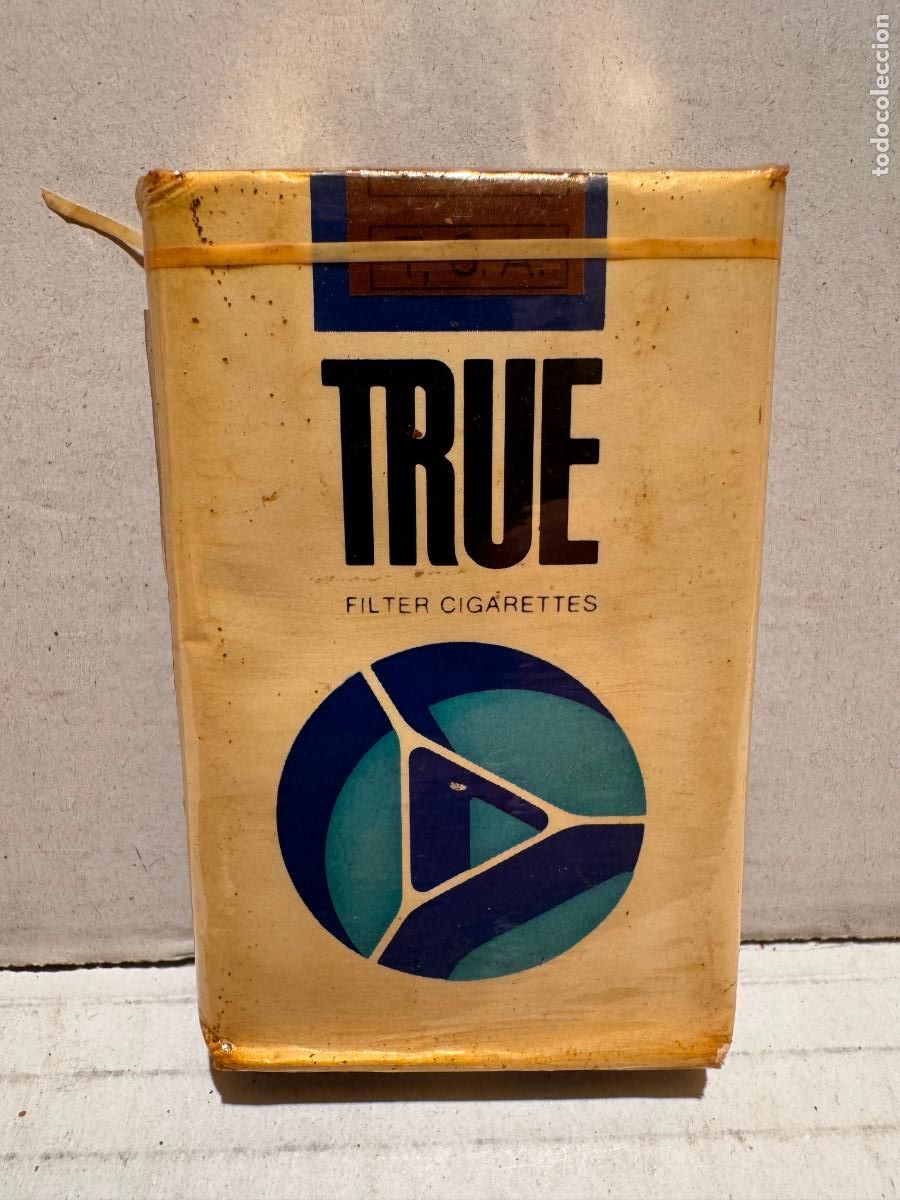 T, S. A.
TRUE
FILTER CIGARETTES
todocoleccion